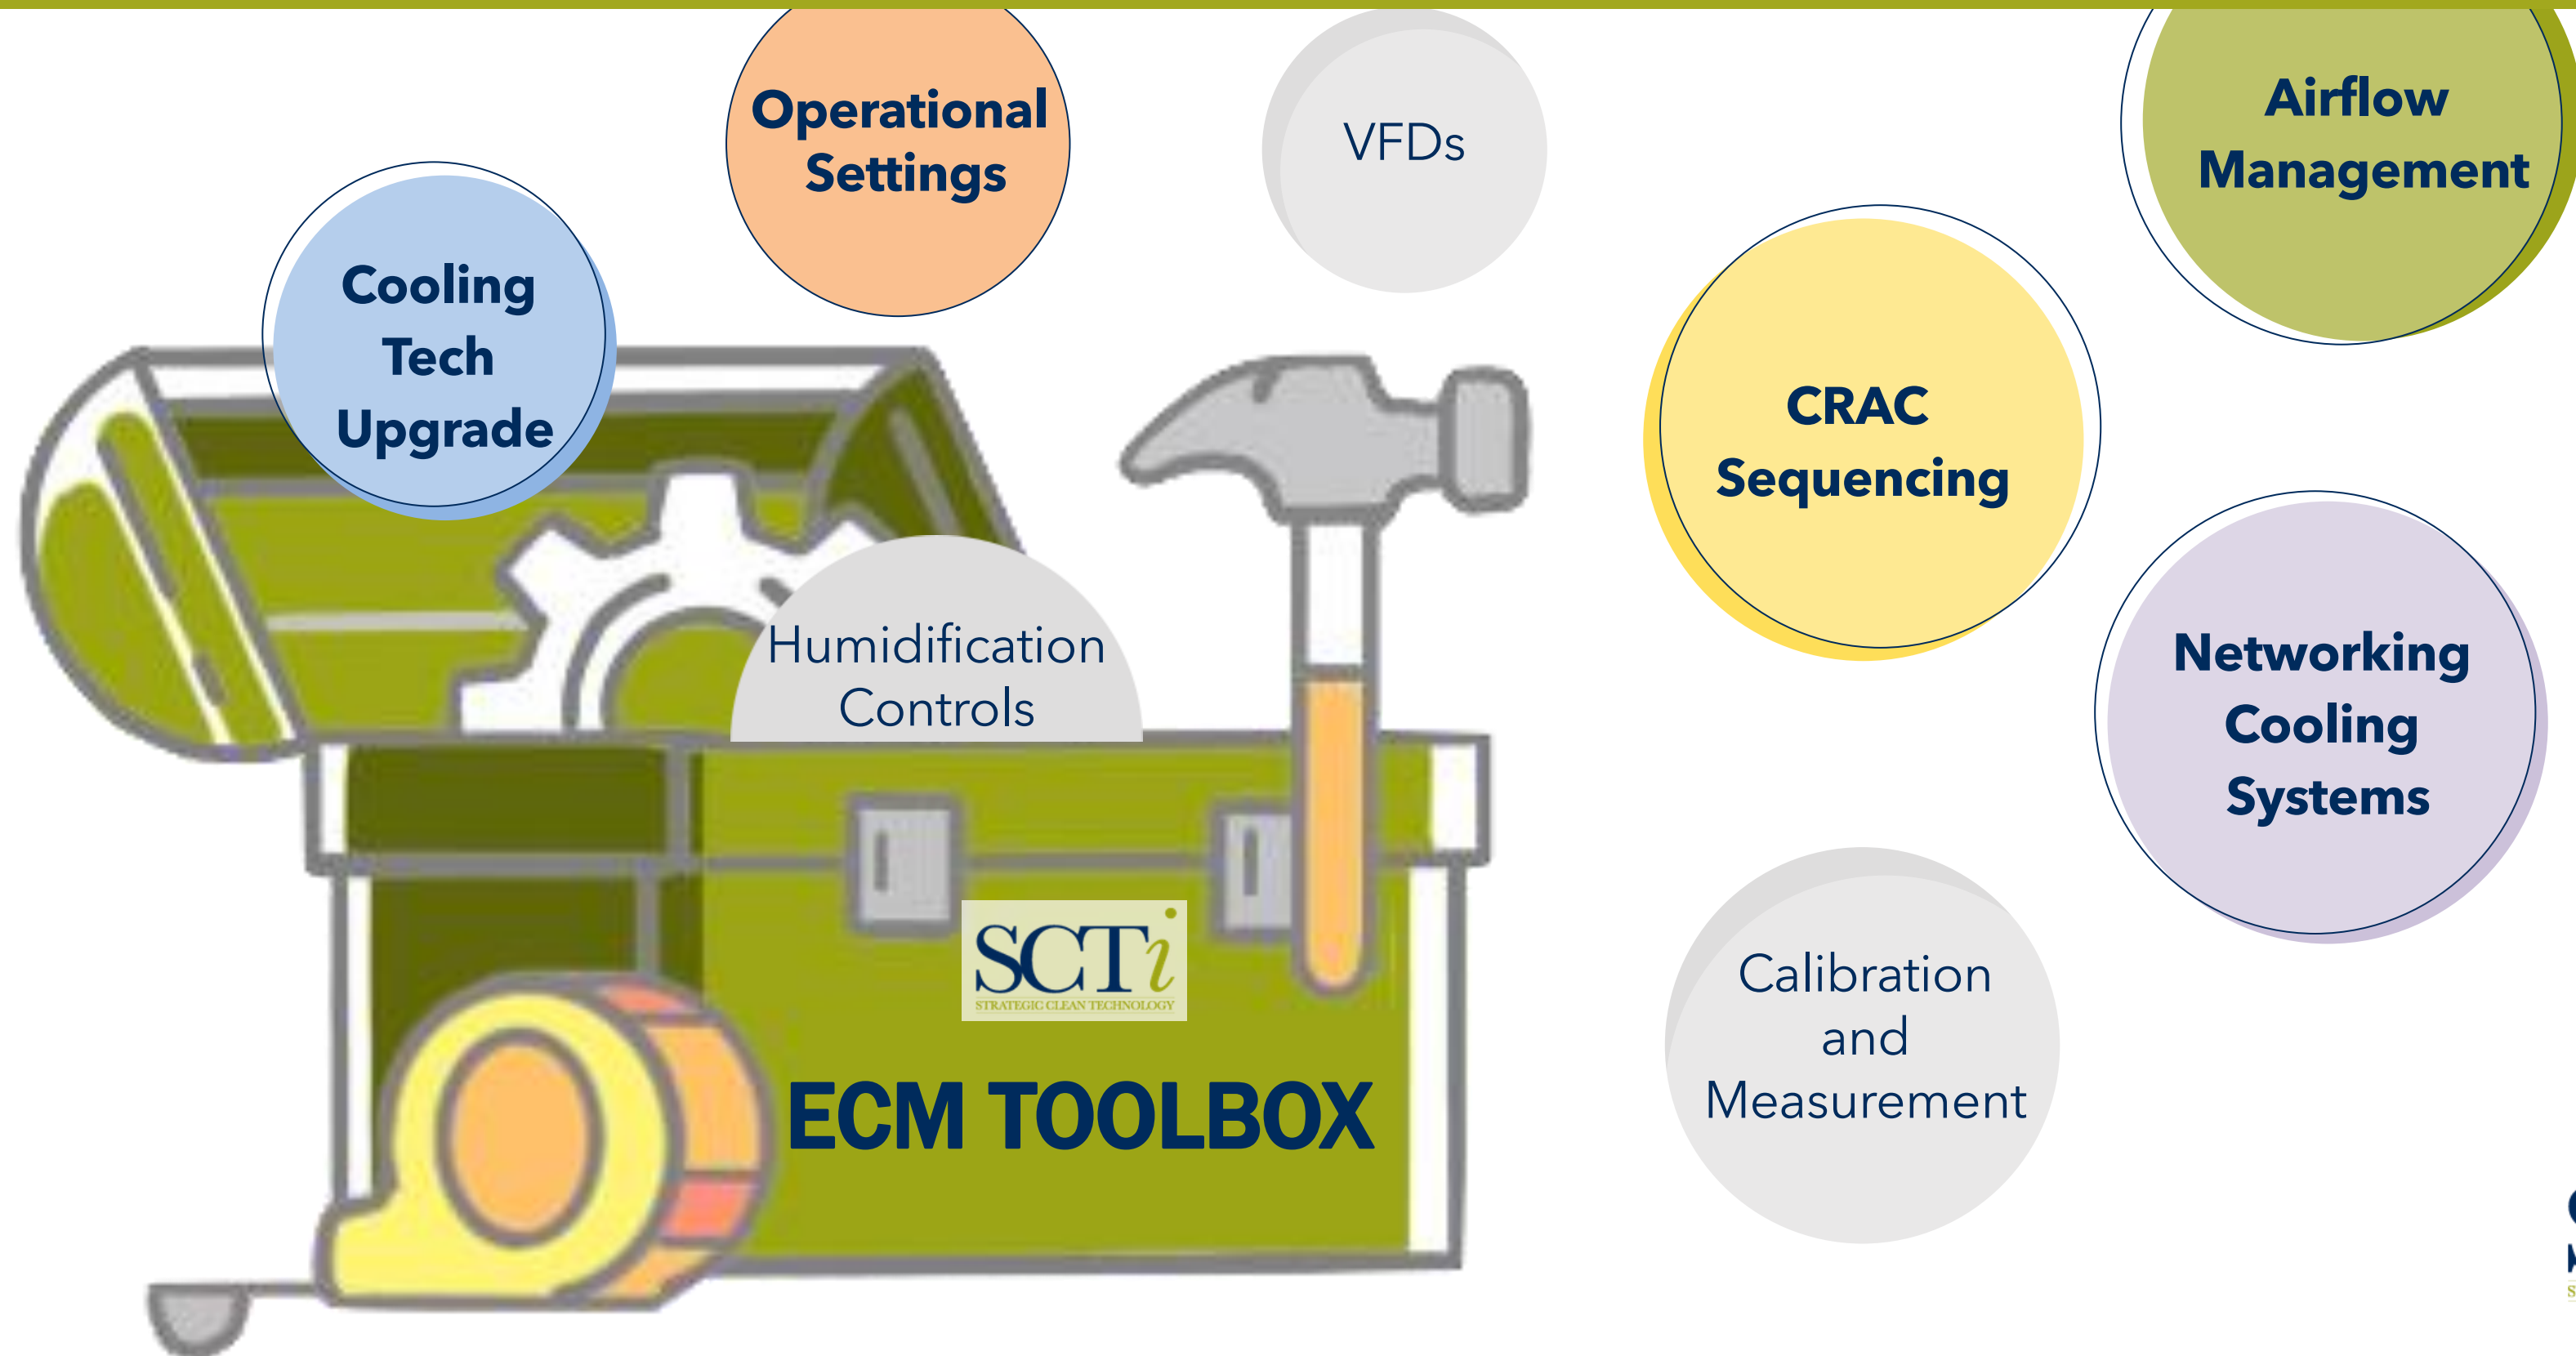 Operational
Settings
VFDs
Airflow
Management
Cooling
Tech
Upgrade
CRAC
Sequencing
Humidification
Controls
Networking
Cooling
Systems
SCTi
STRATEGIC CLEAN TECHNOLOGY
Calibration
and
Measurement
ECM TOOLBOX